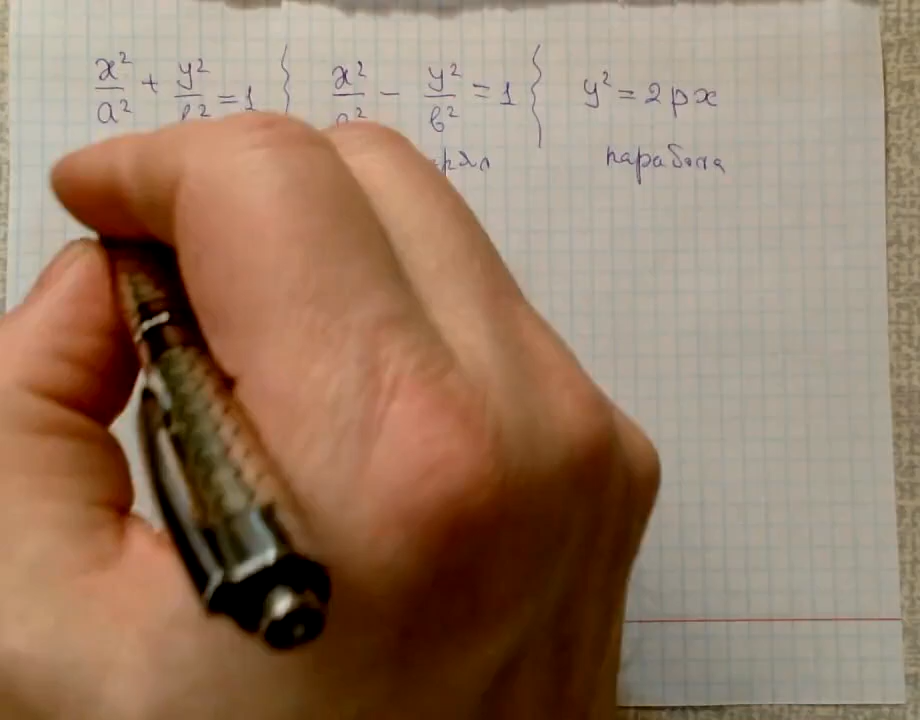 x²/a² + y²/b² = 1 } x²/a² − y²/b² = 1 } y² = 2px
парабола